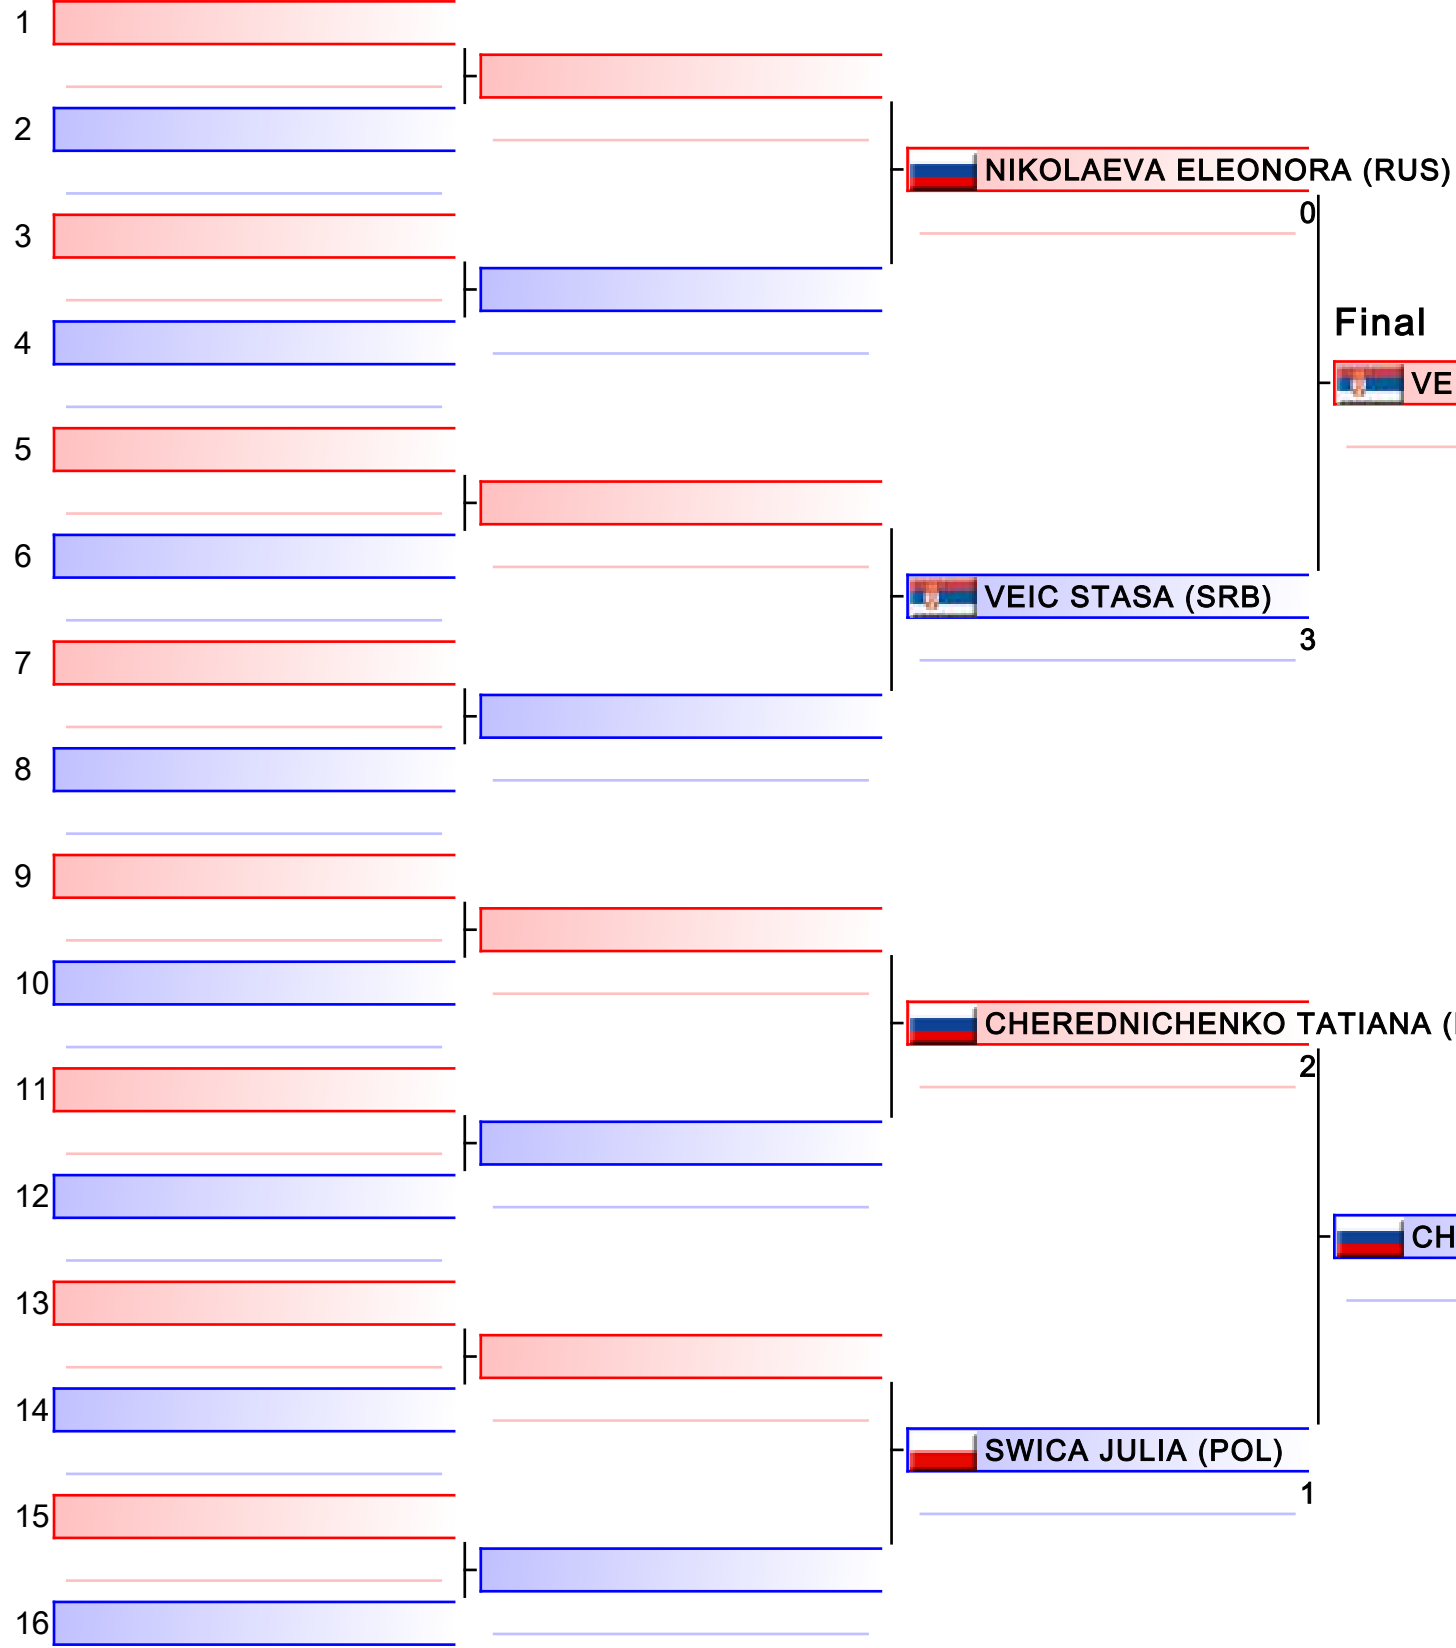 1
2
NIKOLAEVA ELEONORA (RUS)
0
3
Final
4
VE
5
6
VEIC STASA (SRB)
3
7
8
9
10
CHEREDNICHENKO TATIANA (
2
11
12
CH
13
14
SWICA JULIA (POL)
1
15
16